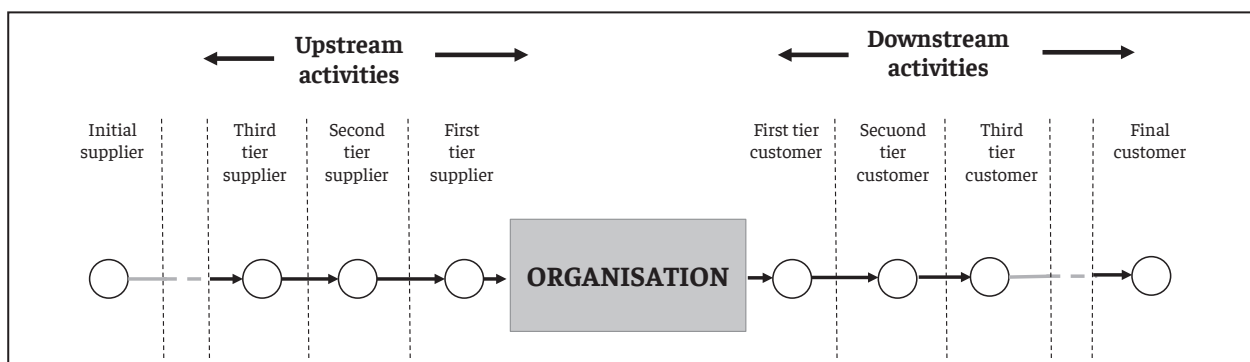 Upstream
activities
Downstream
activities
Initial
supplier
Third
tier
supplier
Second
tier
supplier
First
tier
supplier
First tier
customer
Secuond
tier
customer
Third
tier
customer
Final
customer
ORGANISATION